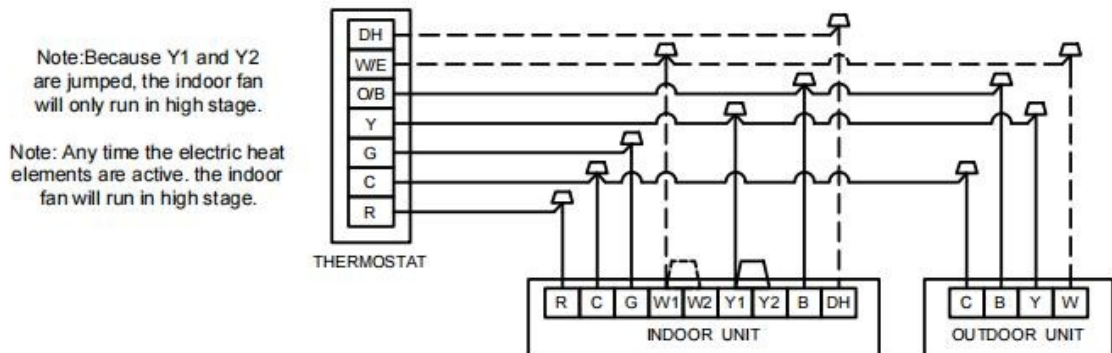 Note:Because Y1 and Y2
are jumped, the indoor fan
will only run in high stage.
Note: Any time the electric heat
elements are active. the indoor
fan will run in high stage.
DH
W/E
O/B
Y
G
C
R
THERMOSTAT
R C G W1 W2 Y1 Y2 B DH
INDOOR UNIT
C B Y W
OUTDOOR UNIT